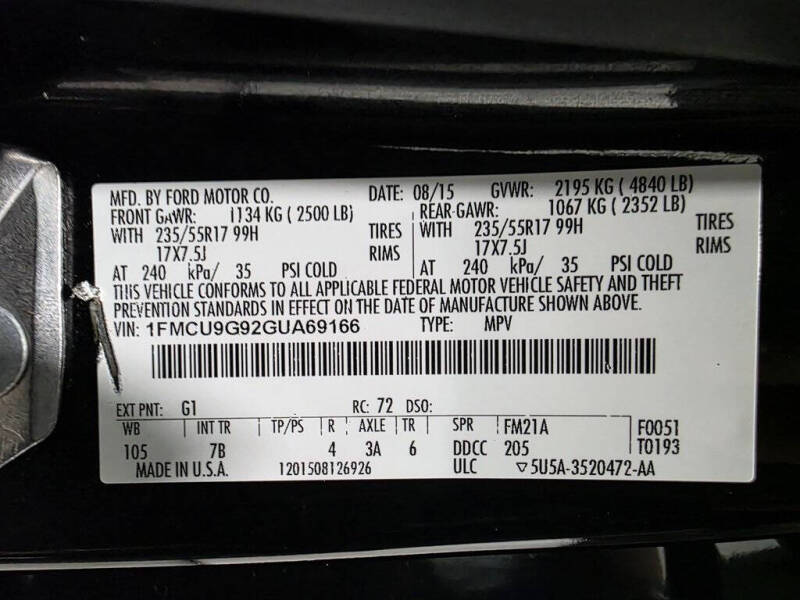 MFD. BY FORD MOTOR CO. DATE: 08/15 GVWR: 2195 KG ( 4840 LB)
FRONT GAWR: 1134 KG ( 2500 LB) REAR GAWR: 1067 KG ( 2352 LB)
WITH 235/55R17 99H TIRES WITH 235/55R17 99H TIRES
17X7.5J RIMS 17X7.5J RIMS
AT 240 kPa/ 35 PSI COLD AT 240 kPa/ 35 PSI COLD
THIS VEHICLE CONFORMS TO ALL APPLICABLE FEDERAL MOTOR VEHICLE SAFETY AND THEFT
PREVENTION STANDARDS IN EFFECT ON THE DATE OF MANUFACTURE SHOWN ABOVE.
VIN: 1FMCU9G92GUA69166 TYPE: MPV
EXT PNT: G1 RC: 72 DSO:
WB INT TR TP/PS R AXLE TR SPR FM21A F0051
105 7B 4 3A 6 DDCC 205 T0193
MADE IN U.S.A. 1201508126926 ULC ▽5U5A-3520472-AA